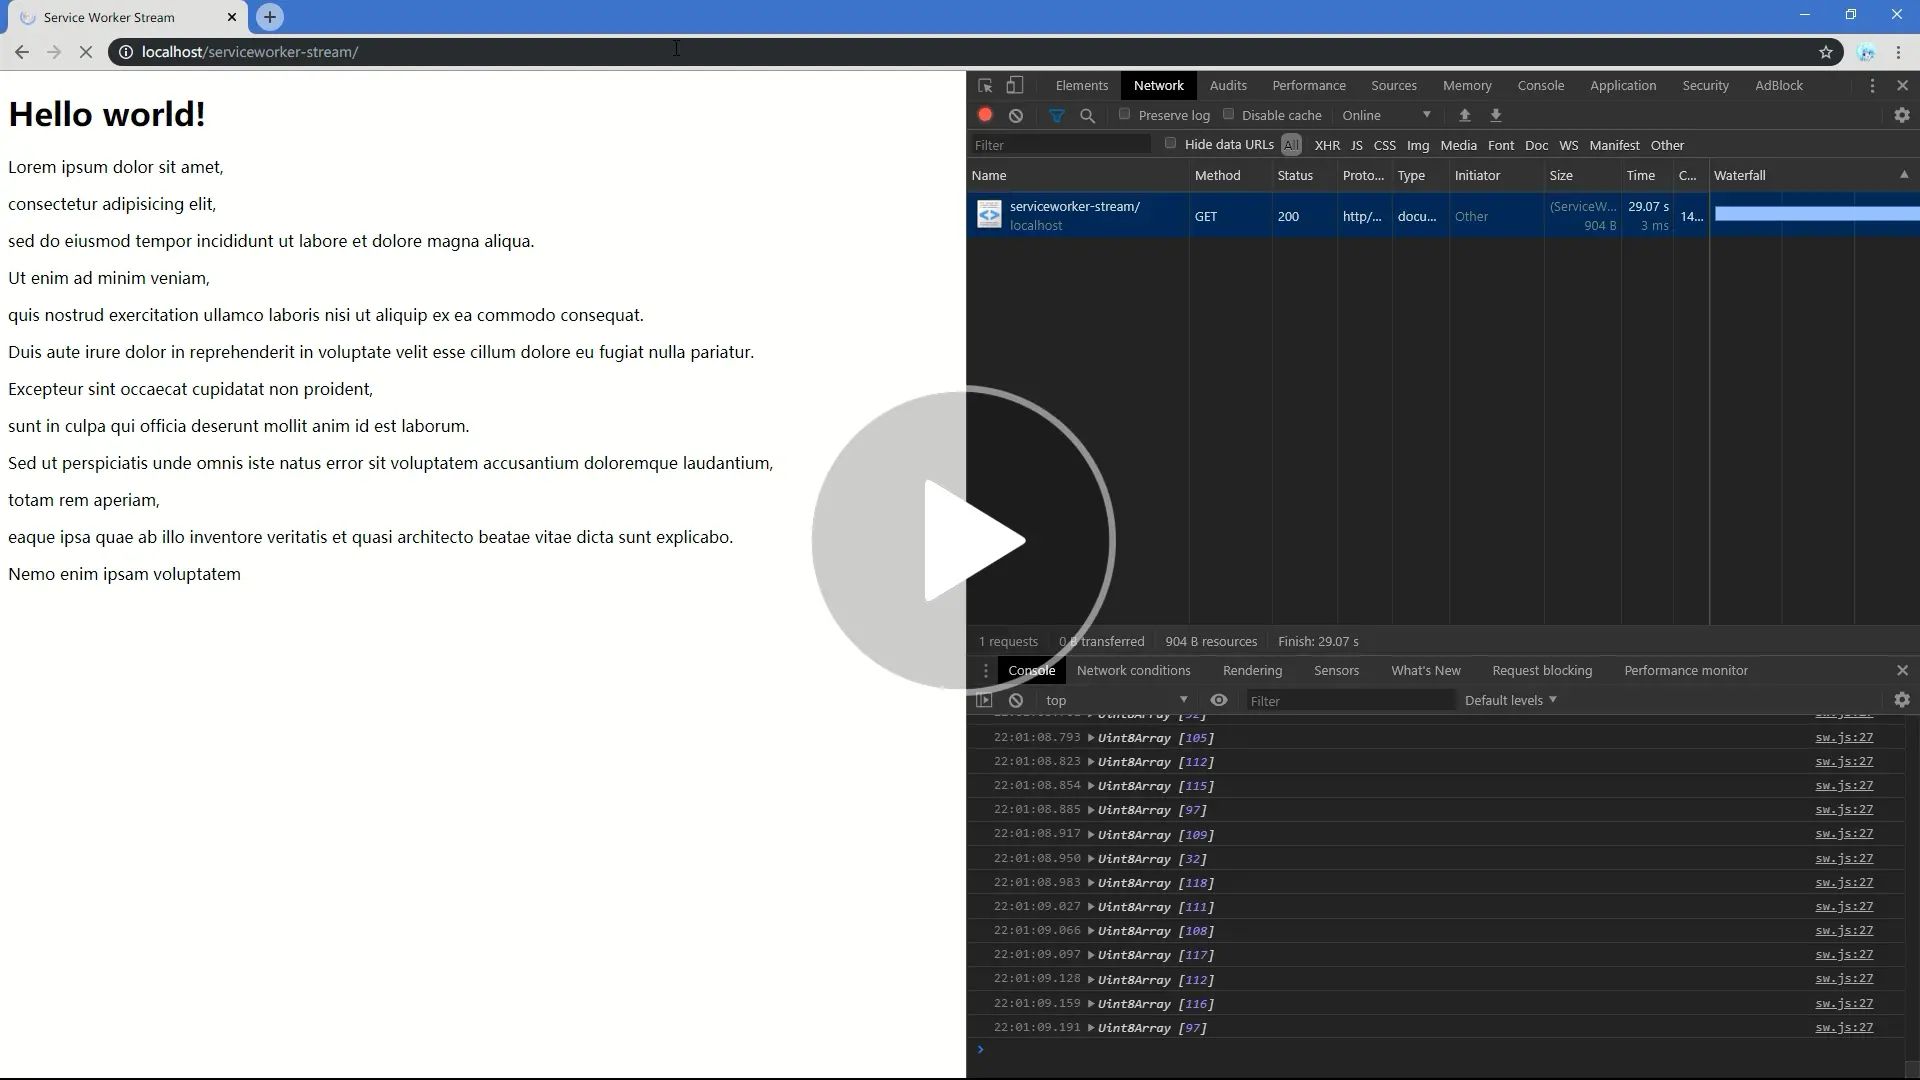 Service Worker Stream
localhost/serviceworker-stream/
Hello world!
Lorem ipsum dolor sit amet,
consectetur adipisicing elit,
sed do eiusmod tempor incididunt ut labore et dolore magna aliqua.
Ut enim ad minim veniam,
quis nostrud exercitation ullamco laboris nisi ut aliquip ex ea commodo consequat.
Duis aute irure dolor in reprehenderit in voluptate velit esse cillum dolore eu fugiat nulla pariatur.
Excepteur sint occaecat cupidatat non proident,
sunt in culpa qui officia deserunt mollit anim id est laborum.
Sed ut perspiciatis unde omnis iste natus error sit voluptatem accusantium doloremque laudantium,
totam rem aperiam,
eaque ipsa quae ab illo inventore veritatis et quasi architecto beatae vitae dicta sunt explicabo.
Nemo enim ipsam voluptatem
Elements Network Audits Performance Sources Memory Console Application Security AdBlock
Preserve log Disable cache Online
Filter Hide data URLs All XHR JS CSS Img Media Font Doc WS Manifest Other
Name Method Status Proto... Type Initiator Size Time C... Waterfall
serviceworker-stream/ GET 200 http/... docu... Other (ServiceW... 29.07 s 14...
localhost 904 B 3 ms
1 requests 0 B transferred 904 B resources Finish: 29.07 s
Console Network conditions Rendering Sensors What's New Request blocking Performance monitor
top Filter Default levels
Uint8Array [92] sw.js:27
22:01:08.793 Uint8Array [105] sw.js:27
22:01:08.823 Uint8Array [112] sw.js:27
22:01:08.854 Uint8Array [115] sw.js:27
22:01:08.885 Uint8Array [97] sw.js:27
22:01:08.917 Uint8Array [109] sw.js:27
22:01:08.950 Uint8Array [32] sw.js:27
22:01:08.983 Uint8Array [118] sw.js:27
22:01:09.027 Uint8Array [111] sw.js:27
22:01:09.066 Uint8Array [108] sw.js:27
22:01:09.097 Uint8Array [117] sw.js:27
22:01:09.128 Uint8Array [112] sw.js:27
22:01:09.159 Uint8Array [116] sw.js:27
22:01:09.191 Uint8Array [97] sw.js:27